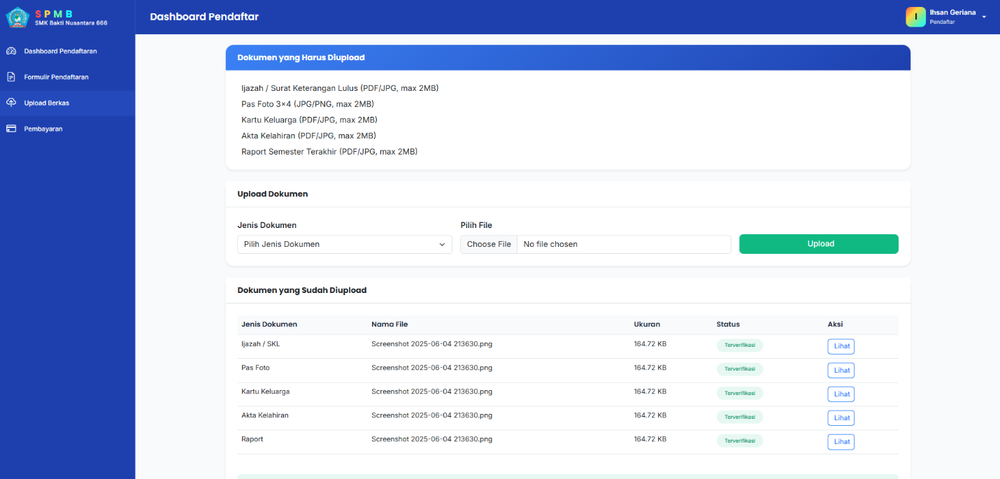 SPMB
SMK Bakti Nusantara 666
Dashboard Pendaftar
I
Ihsan Geriana
Pendaftar
Dashboard Pendaftaran
Formulir Pendaftaran
Upload Berkas
Pembayaran
Dokumen yang Harus Diupload
Ijazah / Surat Keterangan Lulus (PDF/JPG, max 2MB)
Pas Foto 3×4 (JPG/PNG, max 2MB)
Kartu Keluarga (PDF/JPG, max 2MB)
Akta Kelahiran (PDF/JPG, max 2MB)
Raport Semester Terakhir (PDF/JPG, max 2MB)
Upload Dokumen
Jenis Dokumen Pilih File
Pilih Jenis Dokumen Choose File No file chosen Upload
Dokumen yang Sudah Diupload
Jenis Dokumen Nama File Ukuran Status Aksi
Ijazah / SKL Screenshot 2025-06-04 213630.png 164.72 KB Terverifikasi Lihat
Pas Foto Screenshot 2025-06-04 213630.png 164.72 KB Terverifikasi Lihat
Kartu Keluarga Screenshot 2025-06-04 213630.png 164.72 KB Terverifikasi Lihat
Akta Kelahiran Screenshot 2025-06-04 213630.png 164.72 KB Terverifikasi Lihat
Raport Screenshot 2025-06-04 213630.png 164.72 KB Terverifikasi Lihat